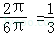 2π/6π = 1/3